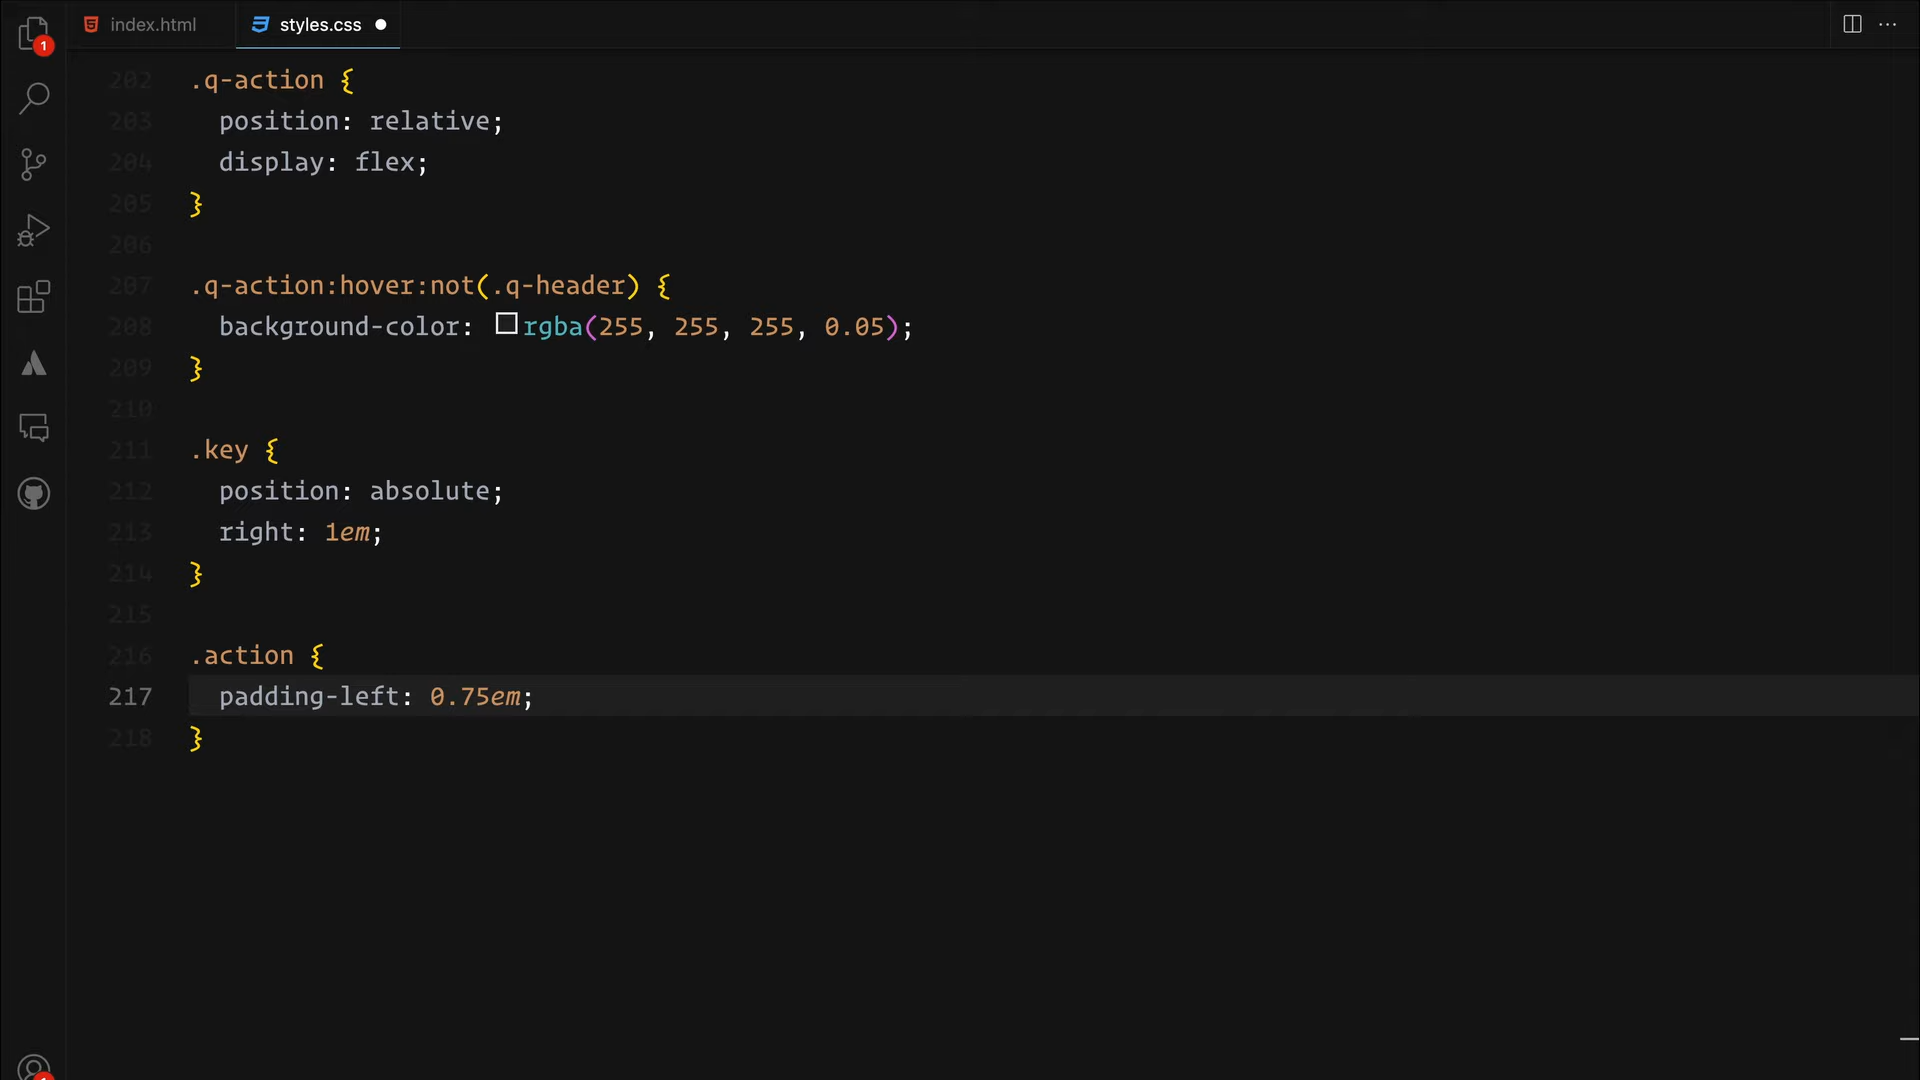 index.html
styles.css
1
202 .q-action {
203 position: relative;
204 display: flex;
205 }
206
207 .q-action:hover:not(.q-header) {
208 background-color: rgba(255, 255, 255, 0.05);
209 }
210
211 .key {
212 position: absolute;
213 right: 1em;
214 }
215
216 .action {
217 padding-left: 0.75em;
218 }